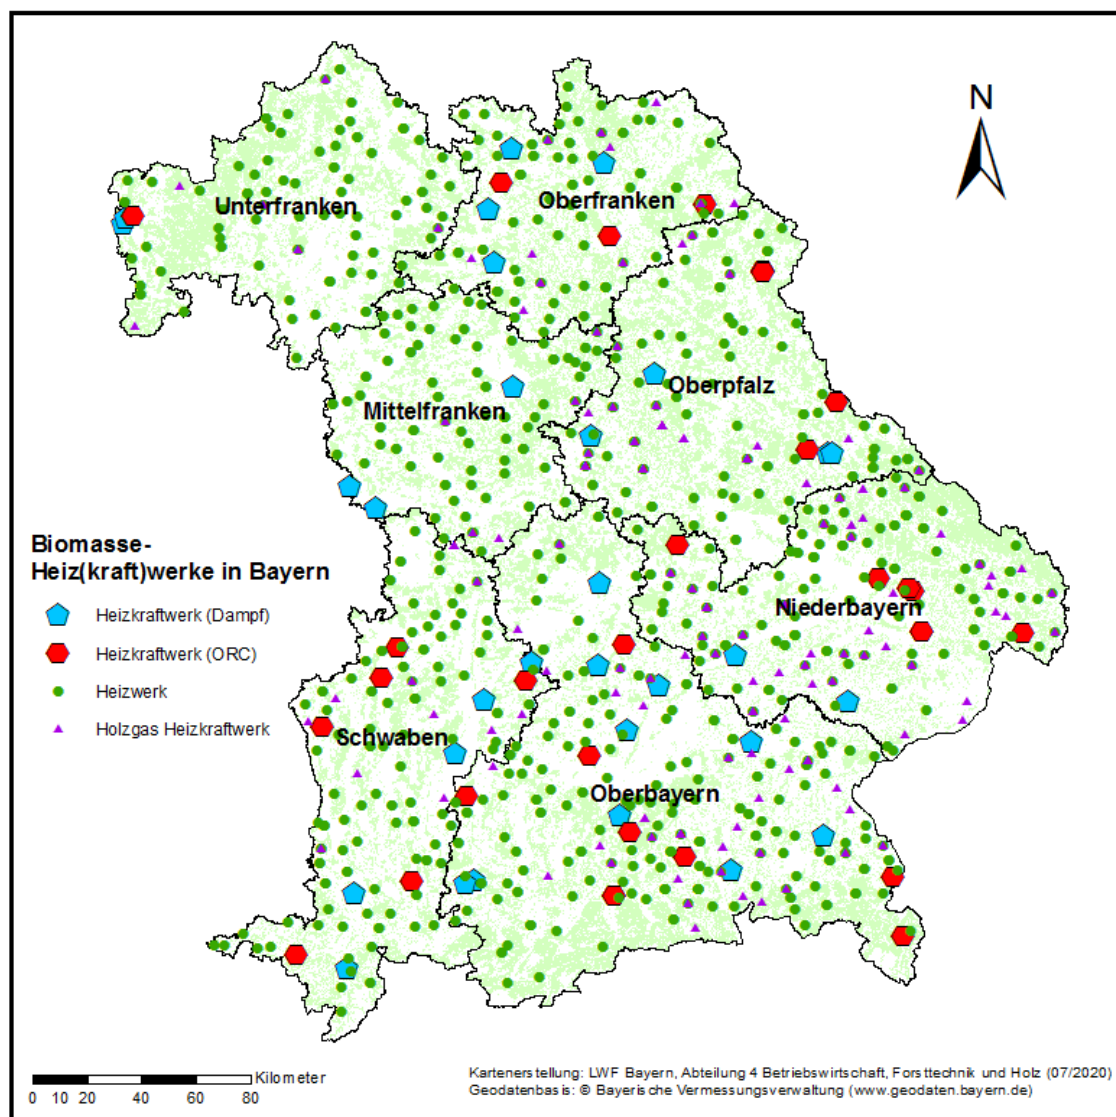 N
Unterfranken
Oberfranken
Mittelfranken
Oberpfalz
Biomasse-
Heiz(kraft)werke in Bayern
Heizkraftwerk (Dampf)
Heizkraftwerk (ORC)
Heizwerk
Holzgas Heizkraftwerk
Niederbayern
Schwaben
Oberbayern
Kilometer
0 10 20 40 60 80
Kartenerstellung: LWF Bayern, Abteilung 4 Betriebswirtschaft, Forsttechnik und Holz (07/2020)
Geodatenbasis: © Bayerische Vermessungsverwaltung (www.geodaten.bayern.de)